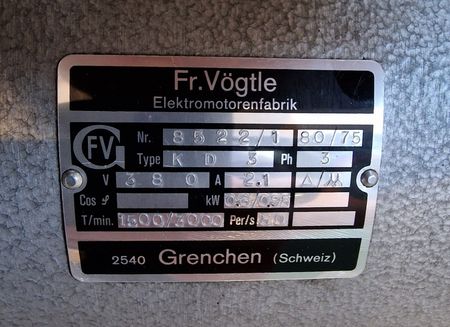 Fr.Vögtle
Elektromotorenfabrik
FV
Nr. 8522/1 80/75
Type KD 3 Ph 3
V 380 A 2.1
Cos φ kW
T/min. 1500/3000 Per/s 50
2540 Grenchen (Schweiz)